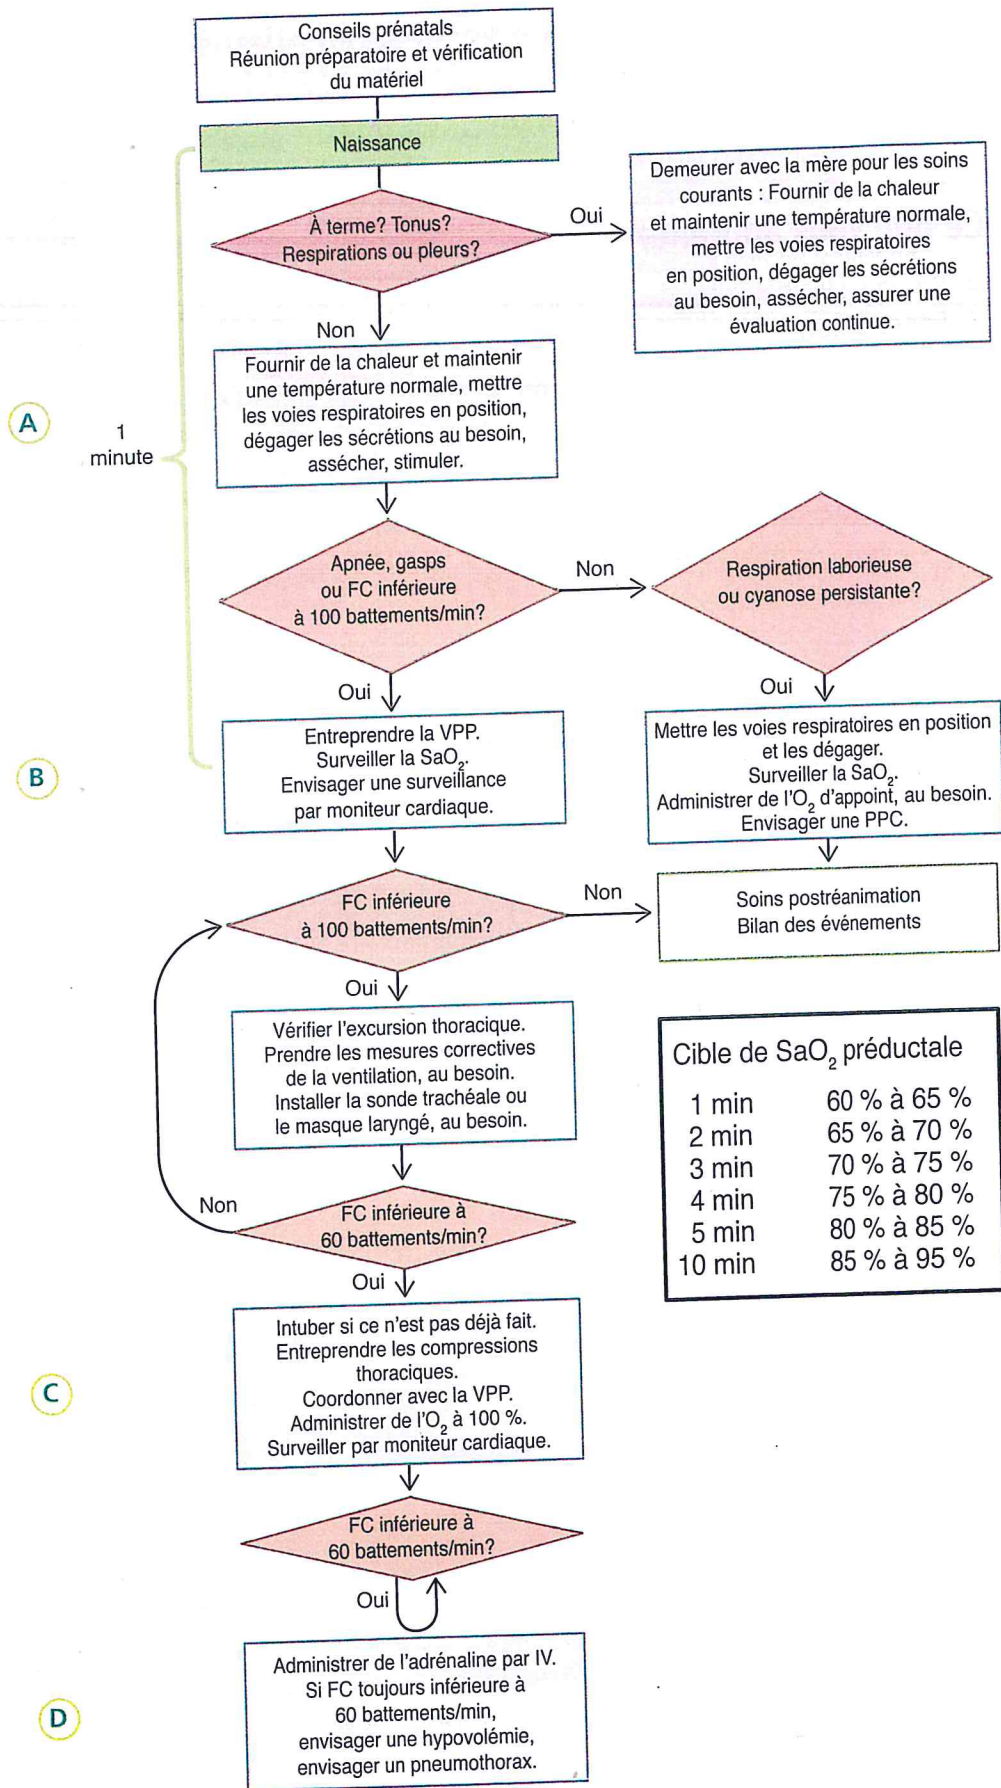 Conseils prénatals
Réunion préparatoire et vérification
du matériel
Naissance
À terme? Tonus?
Respirations ou pleurs?
Oui
Demeurer avec la mère pour les soins
courants : Fournir de la chaleur
et maintenir une température normale,
mettre les voies respiratoires
en position, dégager les sécrétions
au besoin, assécher, assurer une
évaluation continue.
Non
Fournir de la chaleur et maintenir
une température normale, mettre
les voies respiratoires en position,
dégager les sécrétions au besoin,
assécher, stimuler.
A
1
minute
Apnée, gasps
ou FC inférieure
à 100 battements/min?
Non
Respiration laborieuse
ou cyanose persistante?
Oui
Oui
B
Entreprendre la VPP.
Surveiller la SaO₂.
Envisager une surveillance
par moniteur cardiaque.
Mettre les voies respiratoires en position
et les dégager.
Surveiller la SaO₂.
Administrer de l'O₂ d'appoint, au besoin.
Envisager une PPC.
FC inférieure
à 100 battements/min?
Non
Soins postréanimation
Bilan des événements
Oui
Vérifier l'excursion thoracique.
Prendre les mesures correctives
de la ventilation, au besoin.
Installer la sonde trachéale ou
le masque laryngé, au besoin.
Cible de SaO₂ préductale
1 min 60 % à 65 %
2 min 65 % à 70 %
3 min 70 % à 75 %
4 min 75 % à 80 %
5 min 80 % à 85 %
10 min 85 % à 95 %
Non
FC inférieure à
60 battements/min?
Oui
C
Intuber si ce n'est pas déjà fait.
Entreprendre les compressions
thoraciques.
Coordonner avec la VPP.
Administrer de l'O₂ à 100 %.
Surveiller par moniteur cardiaque.
FC inférieure à
60 battements/min?
Oui
D
Administrer de l'adrénaline par IV.
Si FC toujours inférieure à
60 battements/min,
envisager une hypovolémie,
envisager un pneumothorax.